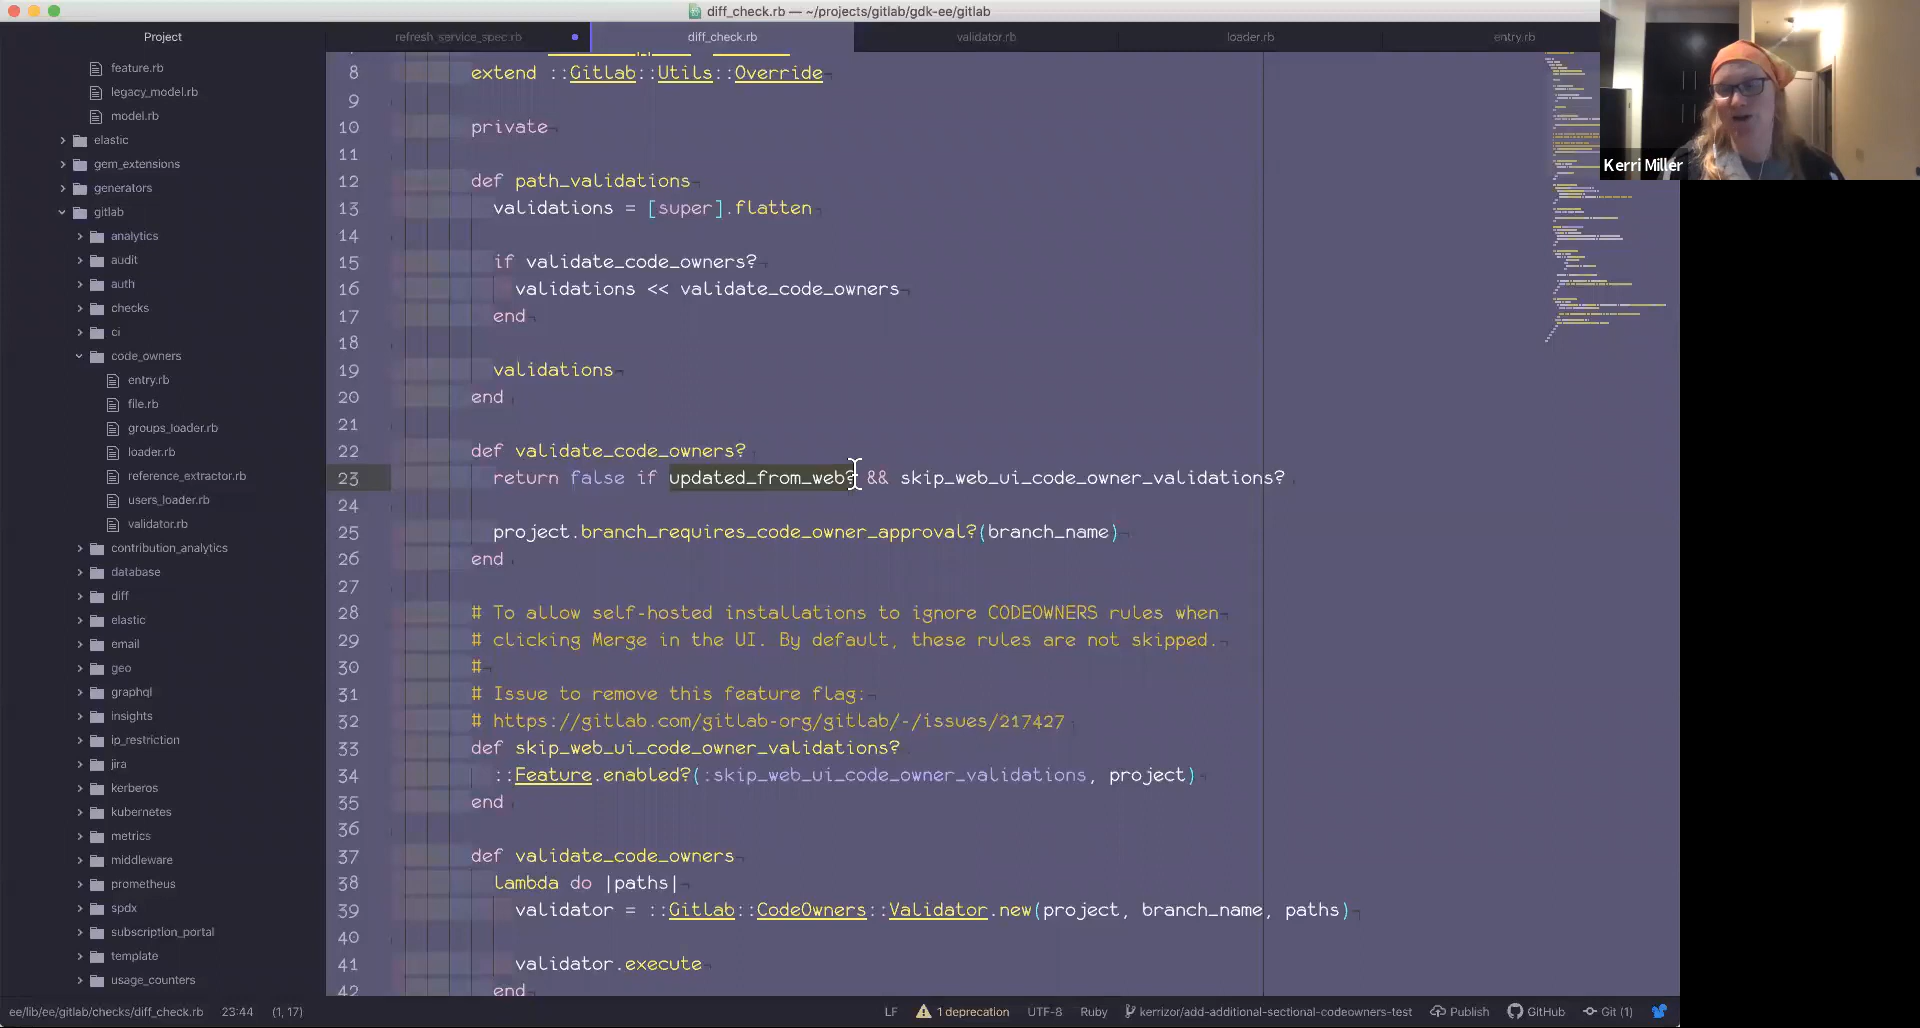 diff_check.rb — ~/projects/gitlab/gdk-ee/gitlab
Project
refresh_service_spec.rb
diff_check.rb
validator.rb
loader.rb
entry.rb
feature.rb
legacy_model.rb
model.rb
elastic
gem_extensions
generators
gitlab
analytics
audit
auth
checks
ci
code_owners
entry.rb
file.rb
groups_loader.rb
loader.rb
reference_extractor.rb
users_loader.rb
validator.rb
contribution_analytics
database
diff
elastic
email
geo
graphql
insights
ip_restriction
jira
kerberos
kubernetes
metrics
middleware
prometheus
spdx
subscription_portal
template
usage_counters
8 extend ::Gitlab::Utils::Override
9
10 private
11
12 def path_validations
13 validations = [super].flatten
14
15 if validate_code_owners?
16 validations << validate_code_owners
17 end
18
19 validations
20 end
21
22 def validate_code_owners?
23 return false if updated_from_web? && skip_web_ui_code_owner_validations?
24
25 project.branch_requires_code_owner_approval?(branch_name)
26 end
27
28 # To allow self-hosted installations to ignore CODEOWNERS rules when
29 # clicking Merge in the UI. By default, these rules are not skipped.
30 #
31 # Issue to remove this feature flag:
32 # https://gitlab.com/gitlab-org/gitlab/-/issues/217427
33 def skip_web_ui_code_owner_validations?
34 ::Feature.enabled?(:skip_web_ui_code_owner_validations, project)
35 end
36
37 def validate_code_owners
38 lambda do |paths|
39 validator = ::Gitlab::CodeOwners::Validator.new(project, branch_name, paths)
40
41 validator.execute
42 end
Kerri Miller
ee/lib/ee/gitlab/checks/diff_check.rb 23:44 (1, 17)
LF 1 deprecation UTF-8 Ruby kerrizor/add-additional-sectional-codeowners-test Publish GitHub Git (1)